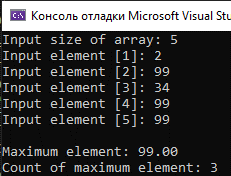 Консоль отладки Microsoft Visual Stu
Input size of array: 5
Input element [1]: 2
Input element [2]: 99
Input element [3]: 34
Input element [4]: 99
Input element [5]: 99
Maximum element: 99.00
Count of maximum element: 3